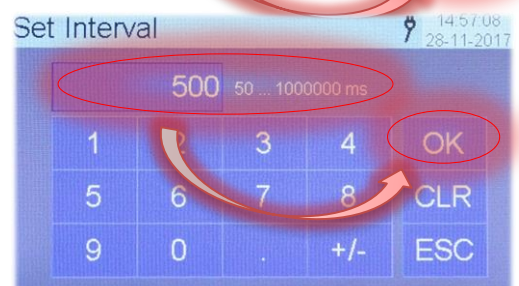 Set Interval 14:57:08
28-11-2017
500 50 ... 1000000 ms
1 2 3 4 OK
5 6 7 8 CLR
9 0 . +/- ESC